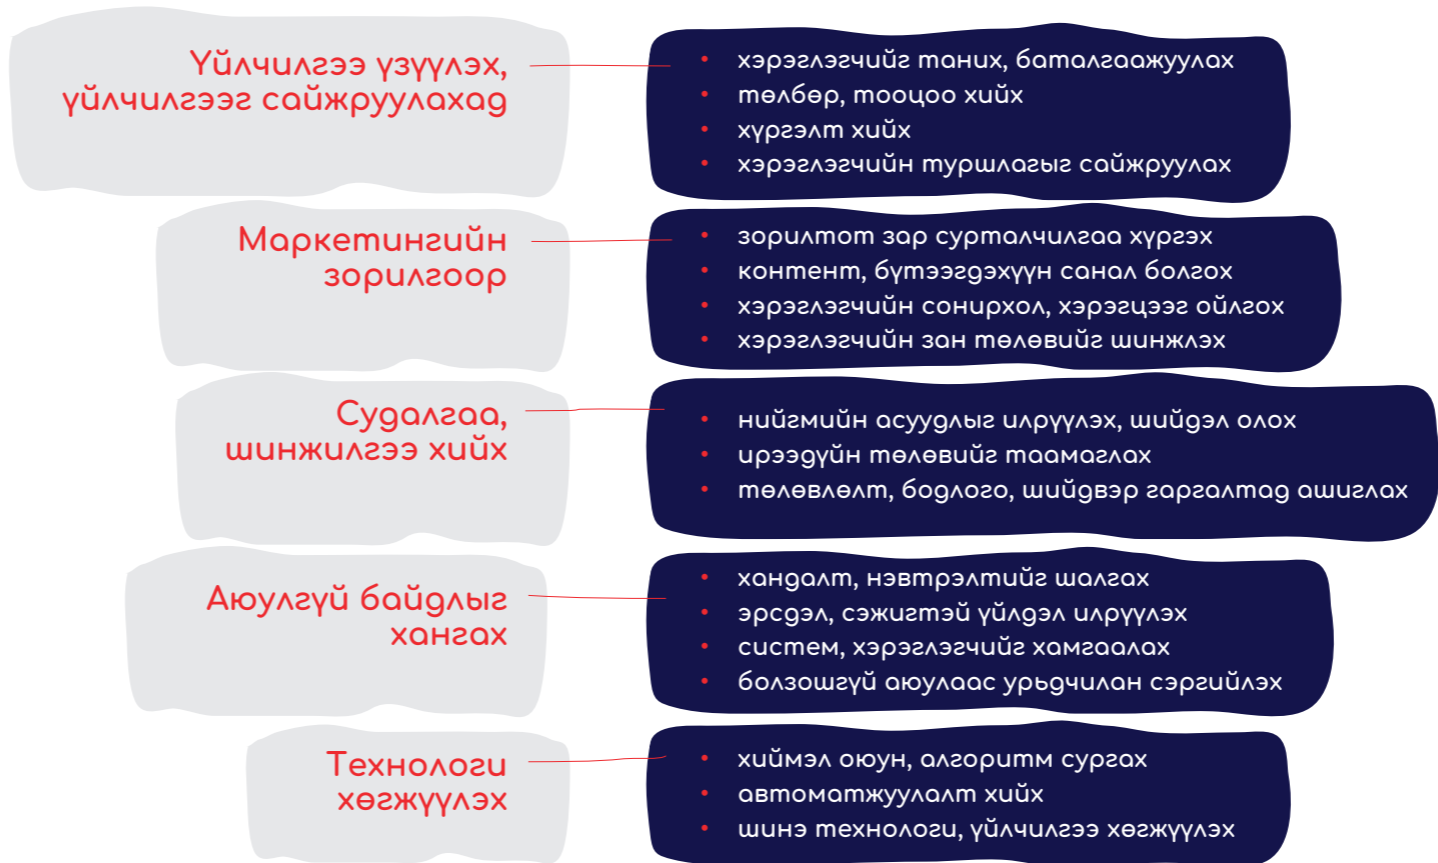 Үйлчилгээ үзүүлэх,
үйлчилгээг сайжруулахад
• хэрэглэгчийг таних, баталгаажуулах
• төлбөр, тооцоо хийх
• хүргэлт хийх
• хэрэглэгчийн туршлагыг сайжруулах
Маркетингийн
зорилгоор
• зорилтот зар сурталчилгаа хүргэх
• контент, бүтээгдэхүүн санал болгох
• хэрэглэгчийн сонирхол, хэрэгцээг ойлгох
• хэрэглэгчийн зан төлөвийг шинжлэх
Судалгаа,
шинжилгээ хийх
• нийгмийн асуудлыг илрүүлэх, шийдэл олох
• ирээдүйн төлөвийг таамаглах
• төлөвлөлт, бодлого, шийдвэр гаргалтад ашиглах
Аюулгүй байдлыг
хангах
• хандалт, нэвтрэлтийг шалгах
• эрсдэл, сэжигтэй үйлдэл илрүүлэх
• систем, хэрэглэгчийг хамгаалах
• болзошгүй аюулаас урьдчилан сэргийлэх
Технологи
хөгжүүлэх
• хиймэл оюун, алгоритм сургах
• автоматжуулалт хийх
• шинэ технологи, үйлчилгээ хөгжүүлэх